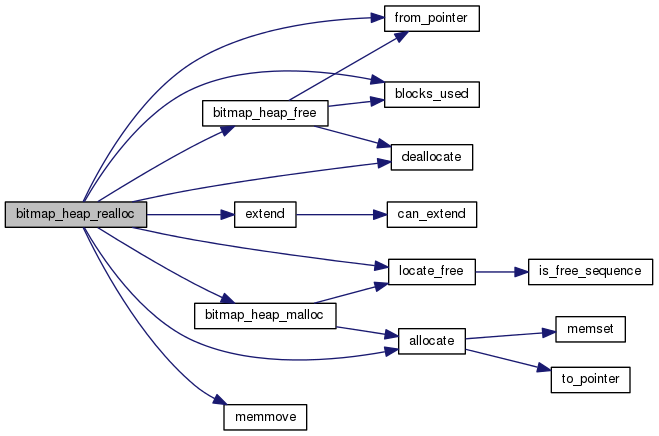 from_pointer
blocks_used
bitmap_heap_free
deallocate
bitmap_heap_realloc
extend
can_extend
locate_free
is_free_sequence
bitmap_heap_malloc
allocate
memset
to_pointer
memmove